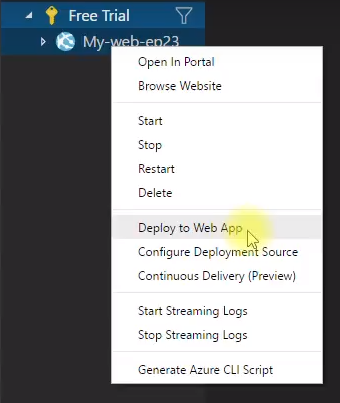 Free Trial
My-web-ep23
Open In Portal
Browse Website
Start
Stop
Restart
Delete
Deploy to Web App
Configure Deployment Source
Continuous Delivery (Preview)
Start Streaming Logs
Stop Streaming Logs
Generate Azure CLI Script